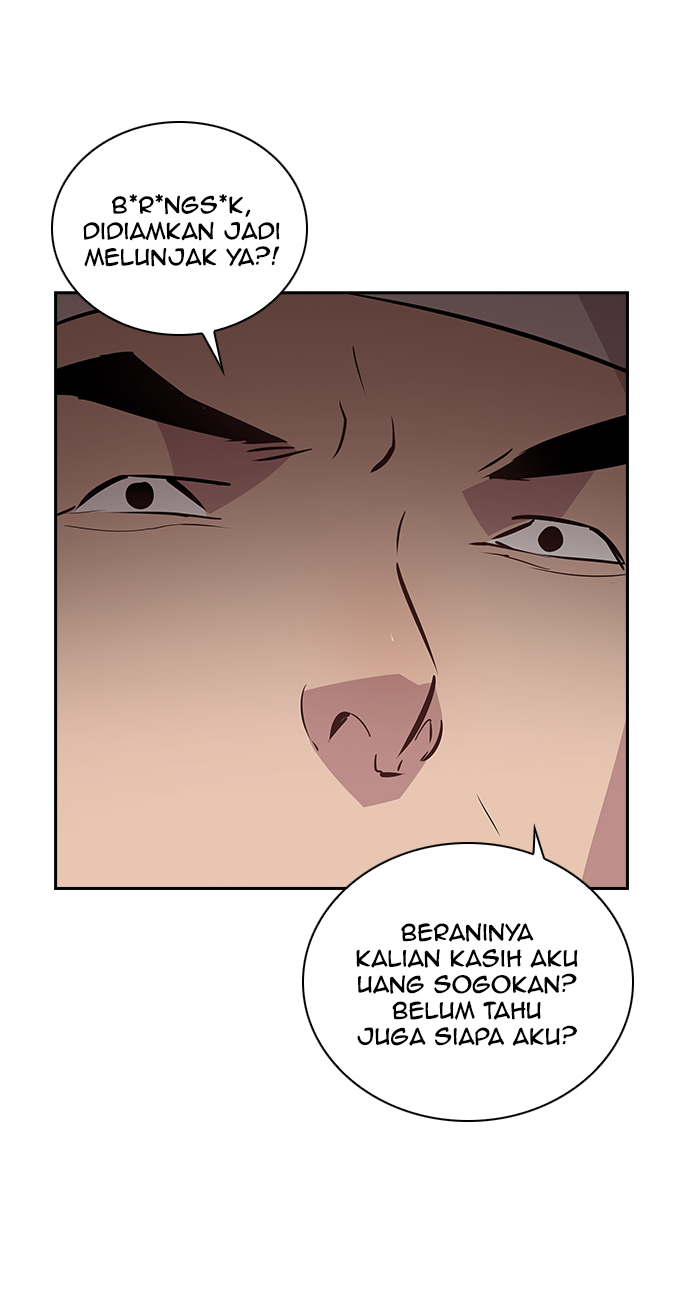 B*R*NGS*K,
DIDIAMKAN JADI
MELUNJAK YA?!
BERANINYA
KALIAN KASIH AKU
UANG SOGOKAN?
BELUM TAHU
JUGA SIAPA AKU?